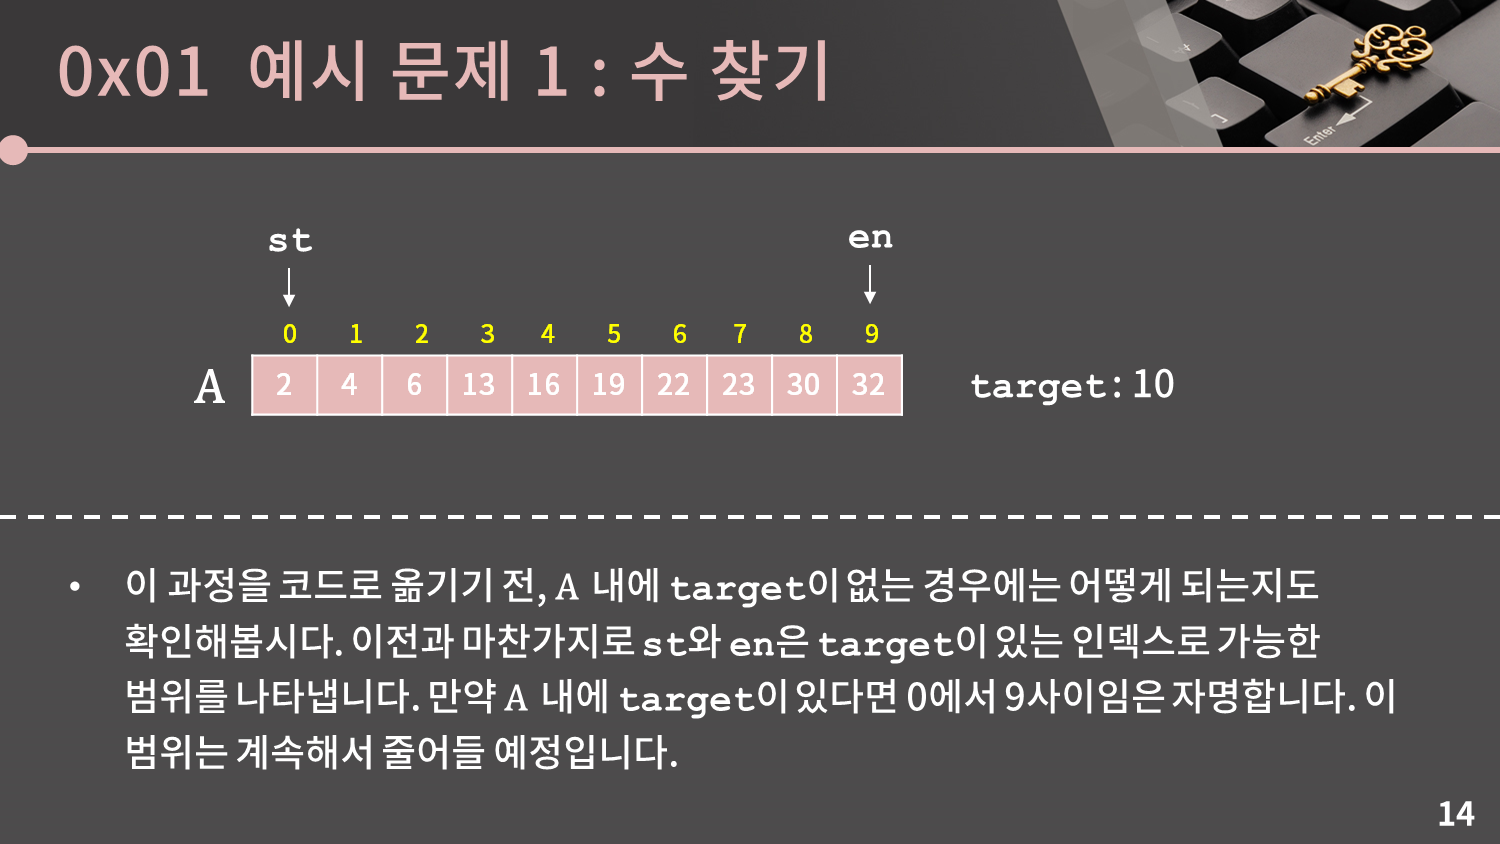 0x01 예시 문제 1 : 수 찾기
Enter
st en
0 1 2 3 4 5 6 7 8 9
A 2 4 6 13 16 19 22 23 30 32 target: 10
• 이 과정을 코드로 옮기기 전, A 내에 target이 없는 경우에는 어떻게 되는지도
확인해봅시다. 이전과 마찬가지로 st와 en은 target이 있는 인덱스로 가능한
범위를 나타냅니다. 만약 A 내에 target이 있다면 0에서 9사이임은 자명합니다. 이
범위는 계속해서 줄어들 예정입니다.
14